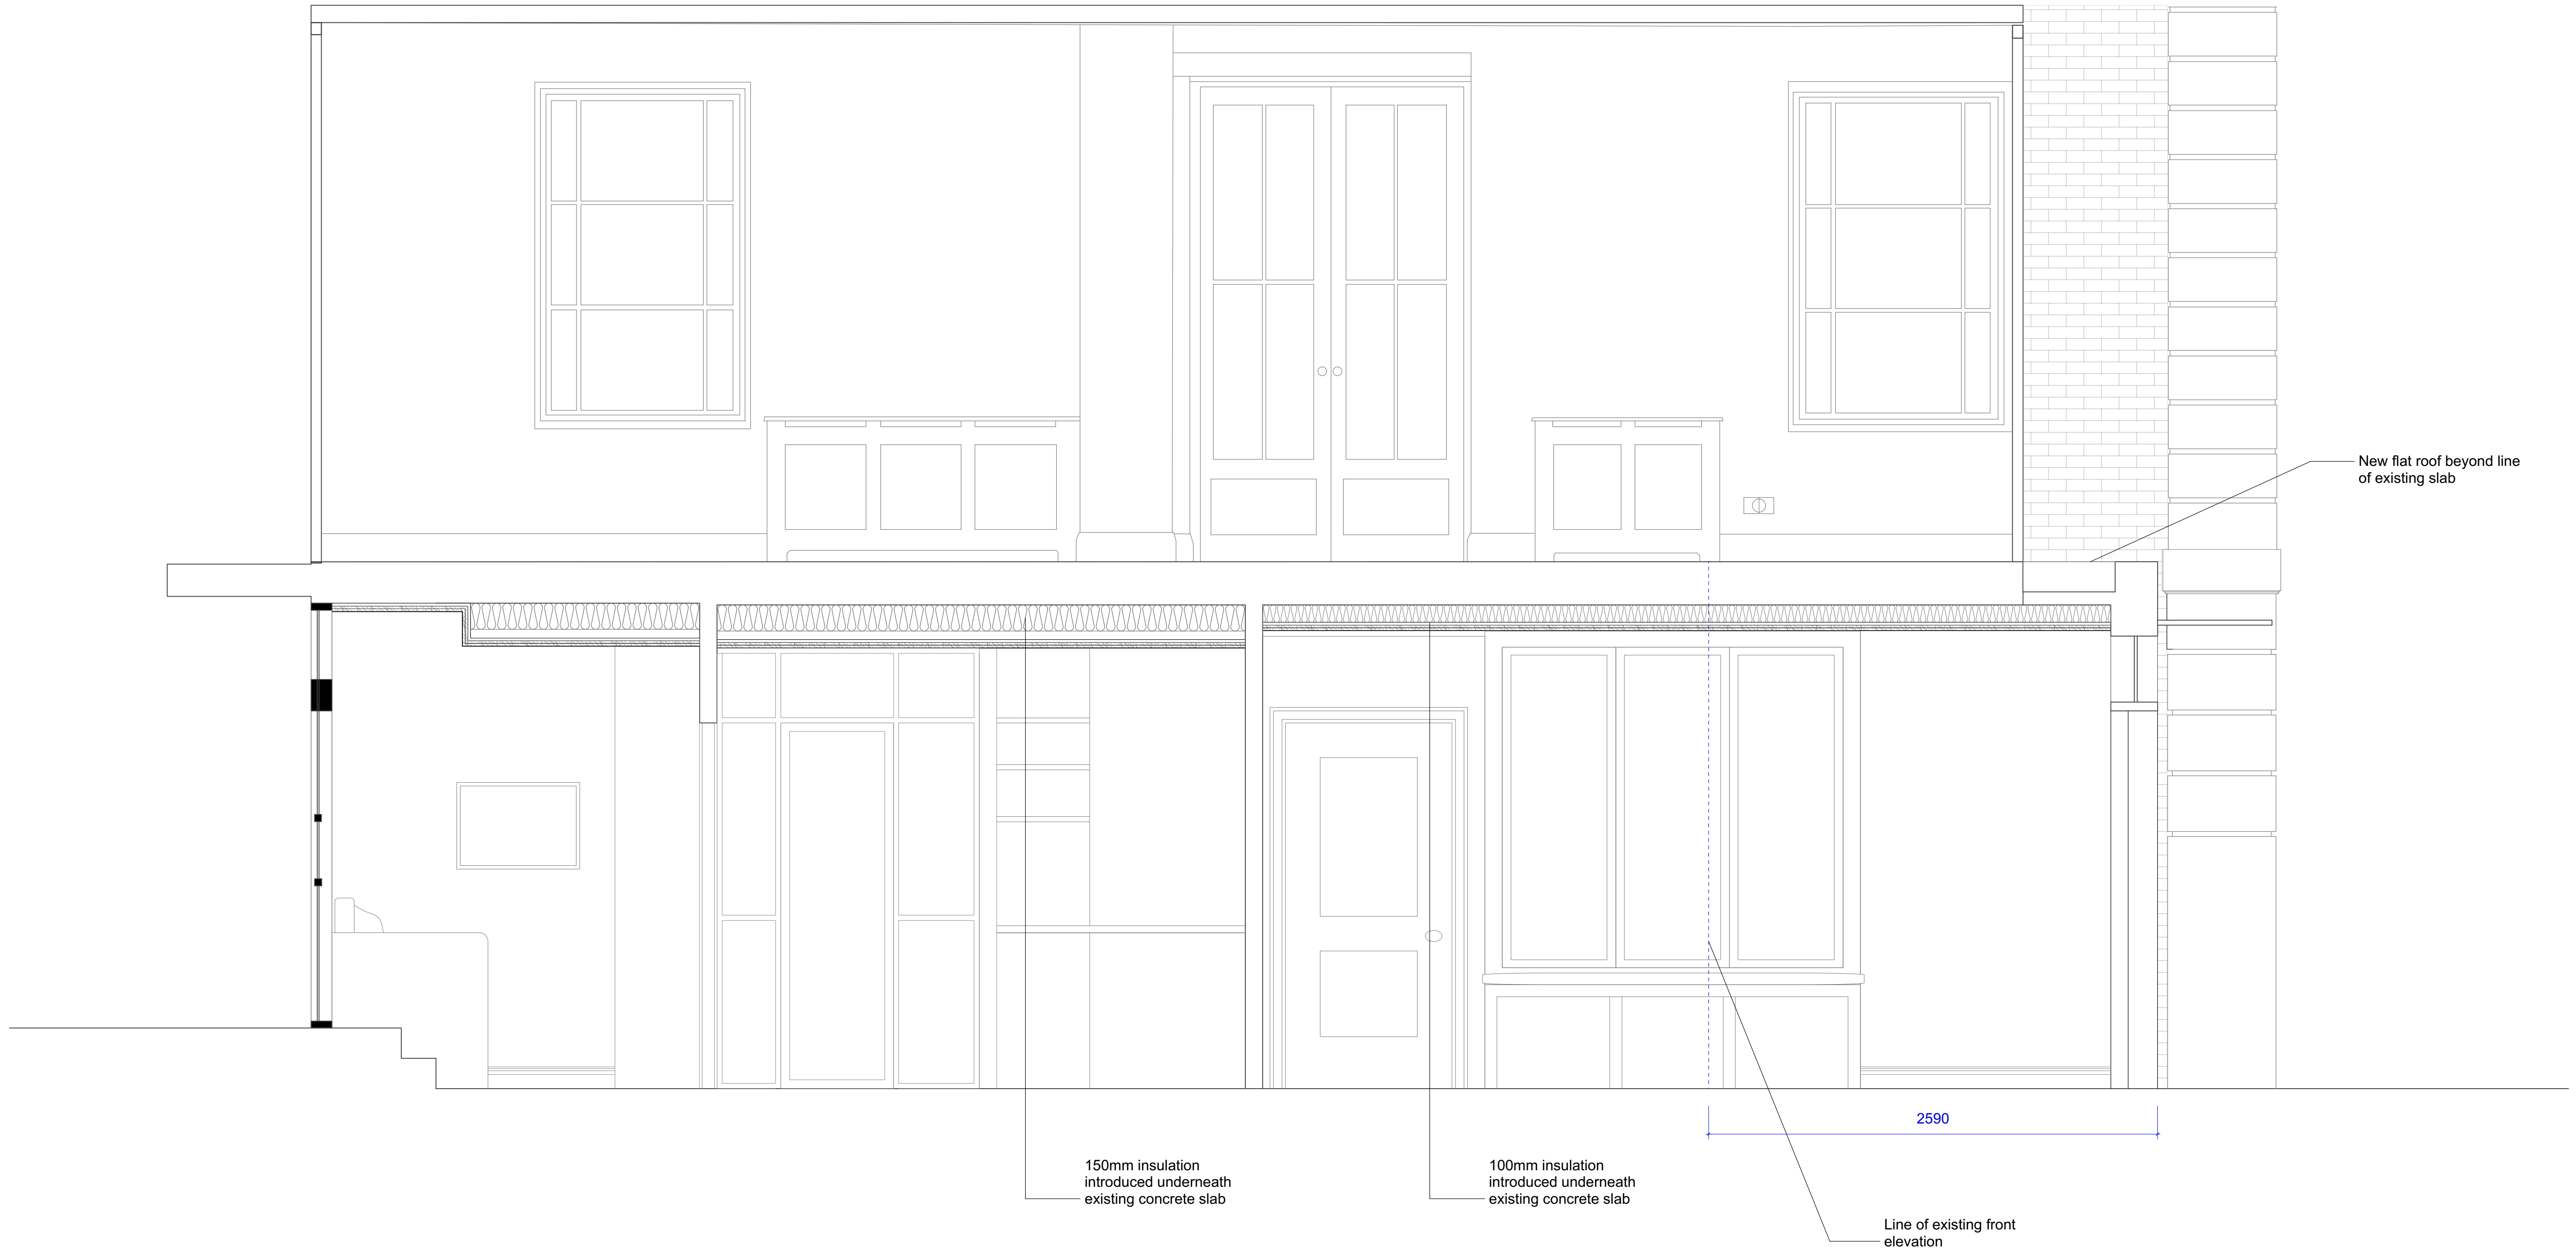 New flat roof beyond line
of existing slab
2590
150mm insulation
introduced underneath
existing concrete slab
100mm insulation
introduced underneath
existing concrete slab
Line of existing front
elevation